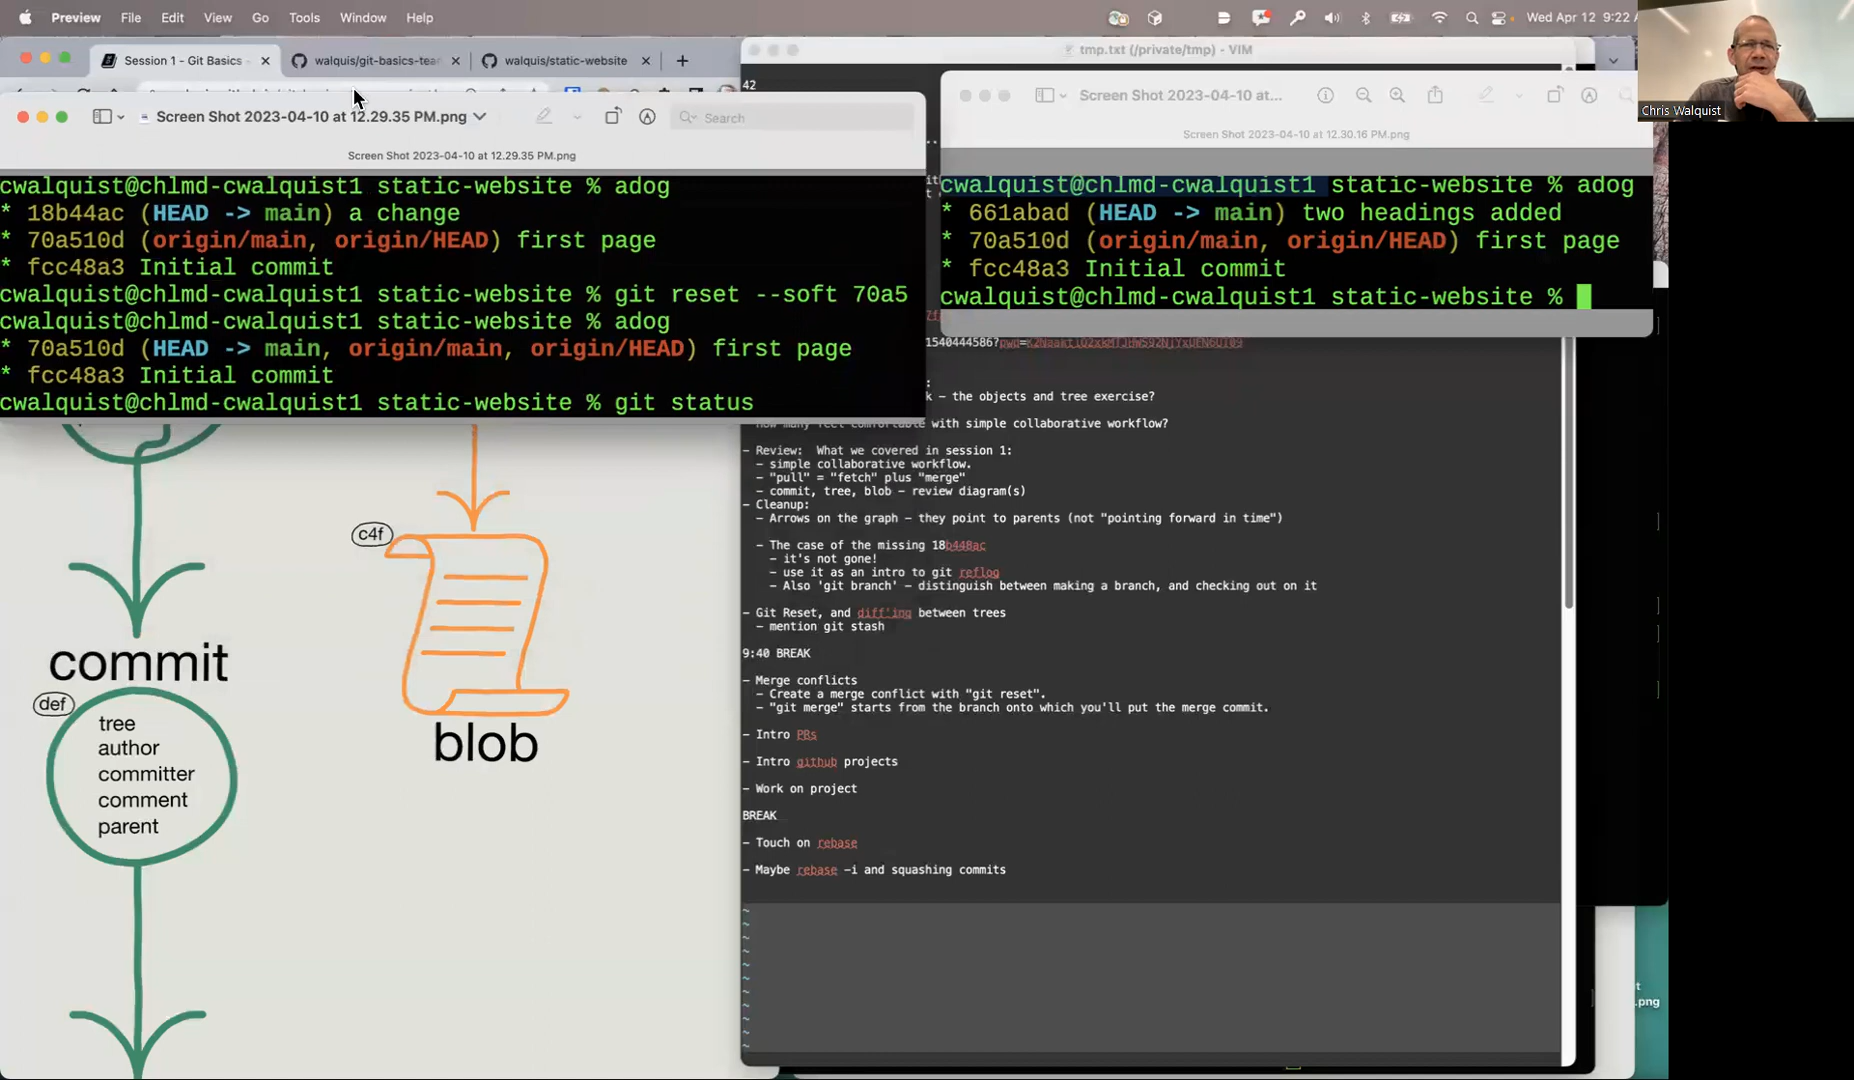 Preview File Edit View Go Tools Window Help
Wed Apr 12 9:22 A
Chris Walquist
Session 1 - Git Basics -
walquis/git-basics-tea
walquis/static-website
tmp.txt (/private/tmp) - VIM
42
Screen Shot 2023-04-10 at 12.29.35 PM.png
Search
Screen Shot 2023-04-10 at 12.29.35 PM.png
cwalquist@chlmd-cwalquist1 static-website % adog
* 18b44ac (HEAD -> main) a change
* 70a510d (origin/main, origin/HEAD) first page
* fcc48a3 Initial commit
cwalquist@chlmd-cwalquist1 static-website % git reset --soft 70a5
cwalquist@chlmd-cwalquist1 static-website % adog
* 70a510d (HEAD -> main, origin/main, origin/HEAD) first page
* fcc48a3 Initial commit
cwalquist@chlmd-cwalquist1 static-website % git status
Screen Shot 2023-04-10 at...
Screen Shot 2023-04-10 at 12.30.16 PM.png
cwalquist@chlmd-cwalquist1 static-website % adog
* 661abad (HEAD -> main) two headings added
* 70a510d (origin/main, origin/HEAD) first page
* fcc48a3 Initial commit
cwalquist@chlmd-cwalquist1 static-website %
k - the objects and tree exercise?
How many feel comfortable with simple collaborative workflow?
- Review: What we covered in session 1:
- simple collaborative workflow.
- "pull" = "fetch" plus "merge"
- commit, tree, blob - review diagram(s)
- Cleanup:
- Arrows on the graph - they point to parents (not "pointing forward in time")
- The case of the missing 18b448ac
- it's not gone!
- use it as an intro to git reflog
- Also 'git branch' - distinguish between making a branch, and checking out on it
- Git Reset, and diff'ing between trees
- mention git stash
9:40 BREAK
- Merge conflicts
- Create a merge conflict with "git reset".
- "git merge" starts from the branch onto which you'll put the merge commit.
- Intro PRs
- Intro github projects
- Work on project
BREAK
- Touch on rebase
- Maybe rebase -i and squashing commits
~
~
~
~
~
~
~
~
~
~
~
c4f
blob
commit
def
tree
author
committer
comment
parent
t
.png